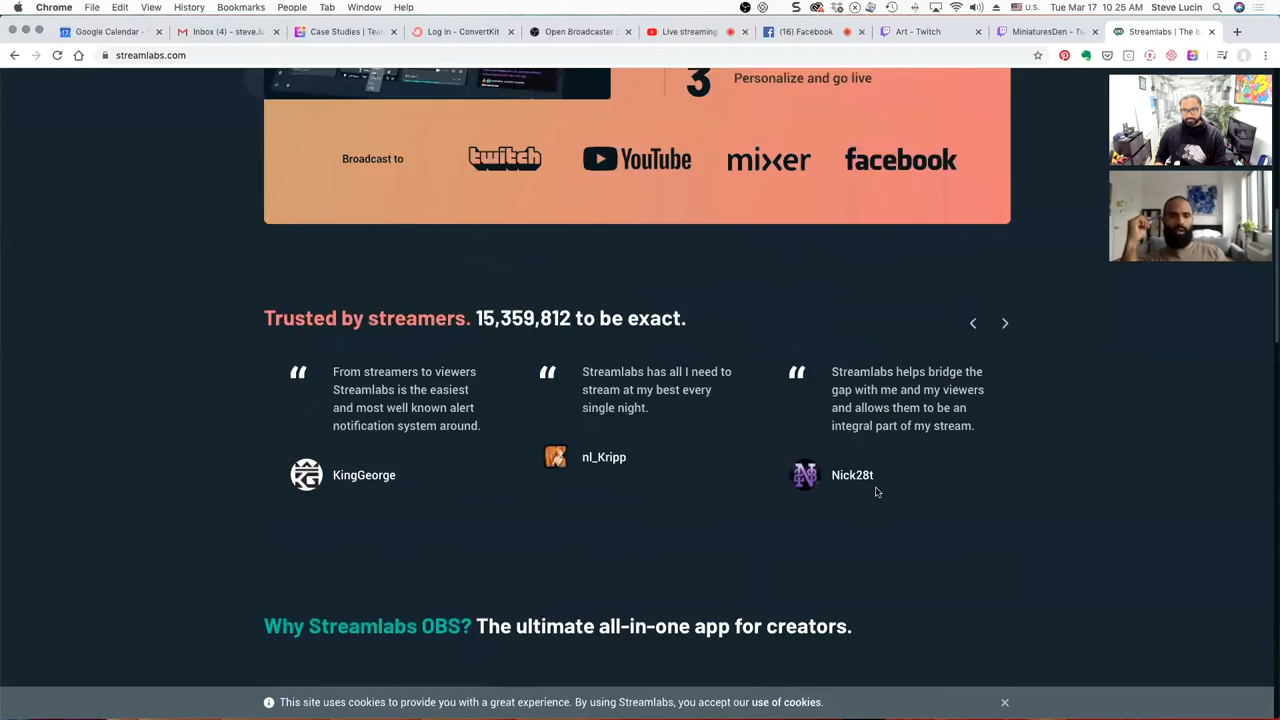 Chrome File Edit View History Bookmarks People Tab Window Help
U.S. Tue Mar 17 10:25 AM Steve Lucin
Google Calendar -
Inbox (4) - steve.lu
Case Studies | Tear
Log In - ConvertKit
Open Broadcaster
Live streaming
(16) Facebook
Art - Twitch
MiniaturesDen - Tw
Streamlabs | The b
streamlabs.com
3 Personalize and go live
Broadcast to twitch YouTube mixer facebook
Trusted by streamers. 15,359,812 to be exact.
“ From streamers to viewers
Streamlabs is the easiest
and most well known alert
notification system around.
KingGeorge
“ Streamlabs has all I need to
stream at my best every
single night.
nl_Kripp
“ Streamlabs helps bridge the
gap with me and my viewers
and allows them to be an
integral part of my stream.
Nick28t
Why Streamlabs OBS? The ultimate all-in-one app for creators.
This site uses cookies to provide you with a great experience. By using Streamlabs, you accept our use of cookies.